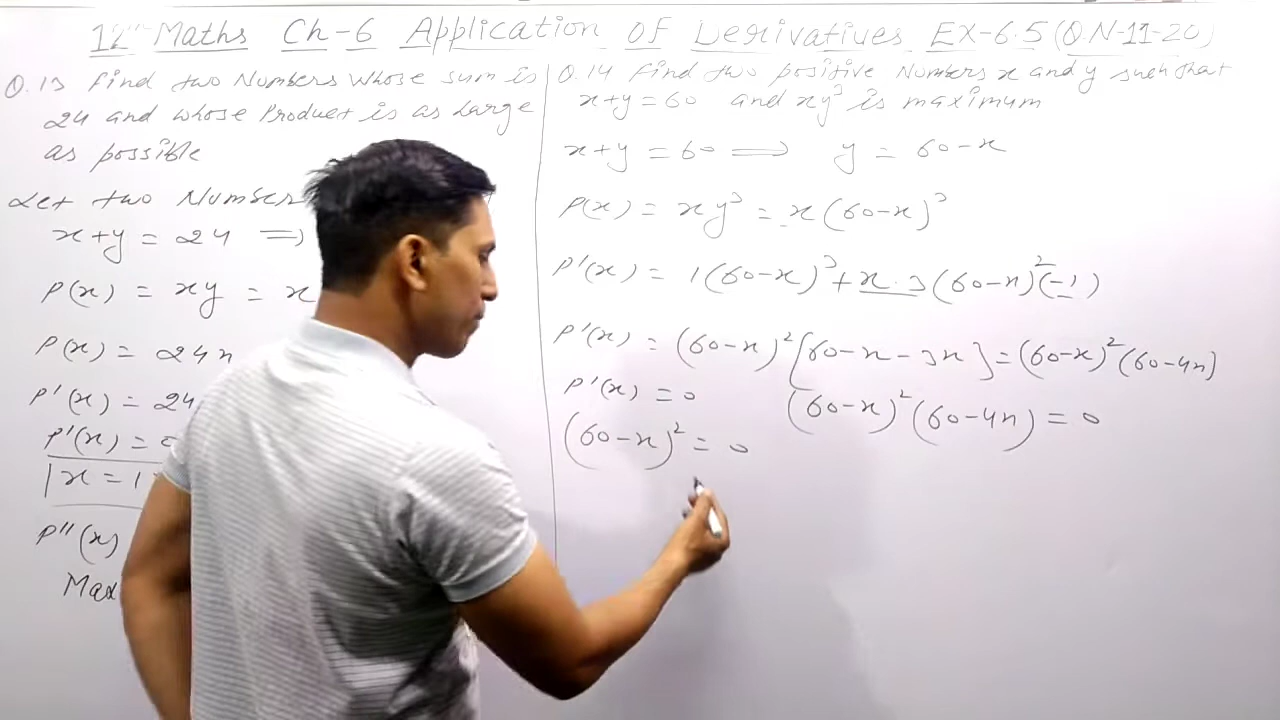 12th Maths Ch-6 Application of Derivatives EX-6.5 (Q.N-11-20)
Q.13 Find two Numbers whose sum is
24 and whose Product is as large
as possible
Let two Numbers
x+y = 24 ⟹
P(x) = xy = x
P(x) = 24x
P'(x) = 24
P'(x) =
x = 1
P''(x)
Max
Q.14 Find two positive Numbers x and y such that
x+y = 60 and xy³ is maximum
x+y = 60 ⟹ y = 60-x
P(x) = xy³ = x(60-x)³
P'(x) = 1(60-x)³ + x·3(60-x)²(-1)
P'(x) = (60-x)²[60-x-3x] = (60-x)²(60-4x)
P'(x) = 0 (60-x)²(60-4x) = 0
(60-x)² = 0